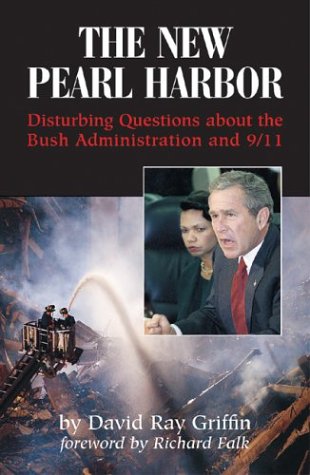 THE NEW
PEARL HARBOR
Disturbing Questions about the
Bush Administration and 9/11
by David Ray Griffin
foreword by Richard Falk